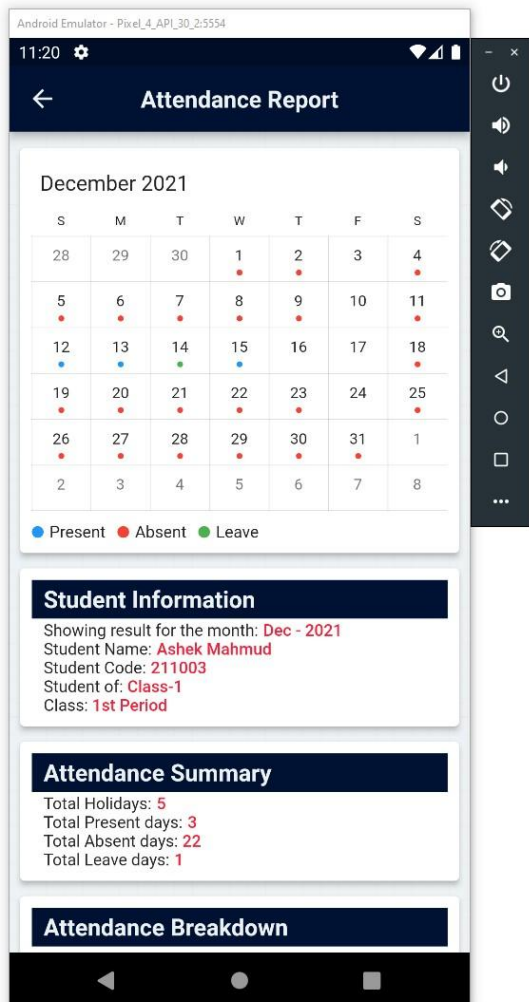 Android Emulator - Pixel_4_API_30_2:5554
11:20
Attendance Report
December 2021
S M T W T F S
28 29 30 1 2 3 4
5 6 7 8 9 10 11
12 13 14 15 16 17 18
19 20 21 22 23 24 25
26 27 28 29 30 31 1
2 3 4 5 6 7 8
Present Absent Leave
Student Information
Showing result for the month: Dec - 2021
Student Name: Ashek Mahmud
Student Code: 211003
Student of: Class-1
Class: 1st Period
Attendance Summary
Total Holidays: 5
Total Present days: 3
Total Absent days: 22
Total Leave days: 1
Attendance Breakdown